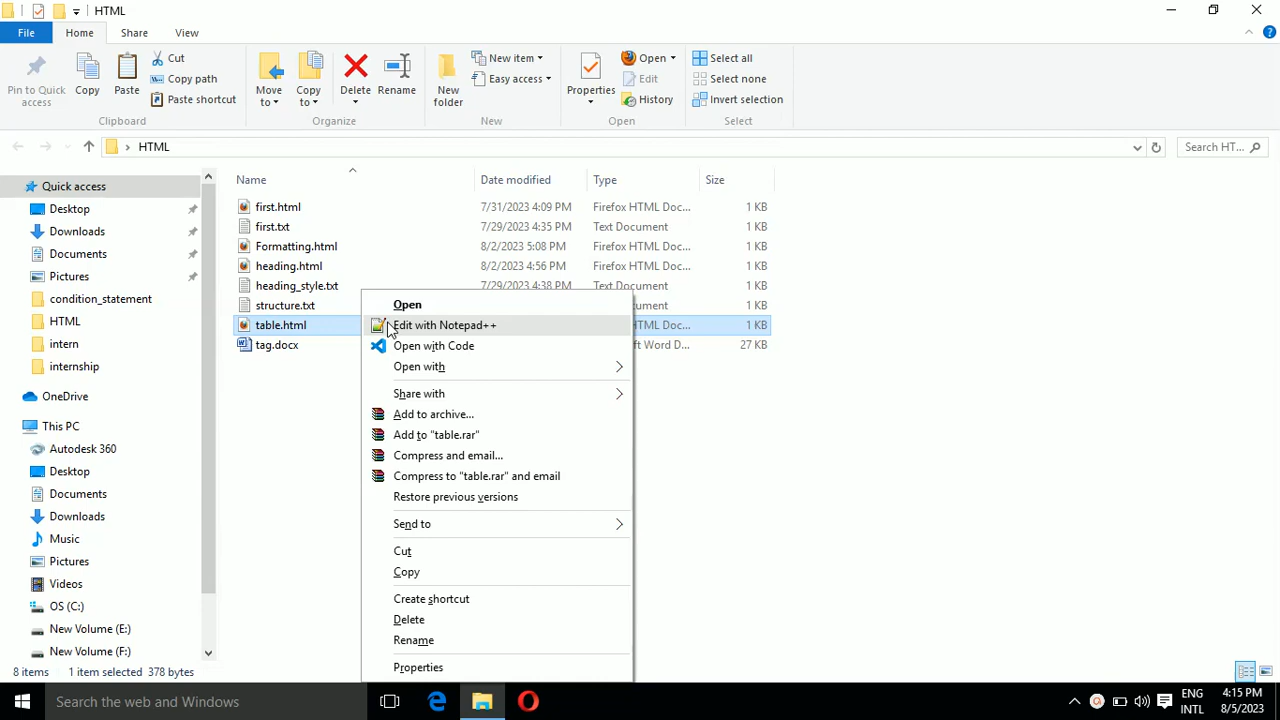 HTML
File Home Share View
Pin to Quick access
Copy
Paste
Cut
Copy path
Paste shortcut
Move to
Copy to
Delete
Rename
New folder
New item
Easy access
Properties
Open
Edit
History
Select all
Select none
Invert selection
Clipboard Organize New Open Select
HTML
Search HT...
Name Date modified Type Size
first.html 7/31/2023 4:09 PM Firefox HTML Doc... 1 KB
first.txt 7/29/2023 4:35 PM Text Document 1 KB
Formatting.html 8/2/2023 5:08 PM Firefox HTML Doc... 1 KB
heading.html 8/2/2023 4:56 PM Firefox HTML Doc... 1 KB
heading_style.txt 7/29/2023 4:38 PM Text Document 1 KB
structure.txt 1 KB
table.html HTML Doc... 1 KB
tag.docx Word D... 27 KB
Quick access
Desktop
Downloads
Documents
Pictures
condition_statement
HTML
intern
internship
OneDrive
This PC
Autodesk 360
Desktop
Documents
Downloads
Music
Pictures
Videos
OS (C:)
New Volume (E:)
New Volume (F:)
Open
Edit with Notepad++
Open with Code
Open with
Share with
Add to archive...
Add to "table.rar"
Compress and email...
Compress to "table.rar" and email
Restore previous versions
Send to
Cut
Copy
Create shortcut
Delete
Rename
Properties
8 items 1 item selected 378 bytes
Search the web and Windows
ENG
INTL
4:15 PM
8/5/2023